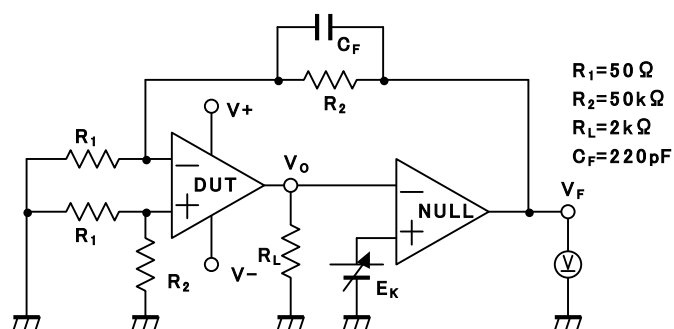 C_F
R_2
R_1=50Ω
R_2=50kΩ
R_L=2kΩ
C_F=220pF
V+
R_1
−
DUT
+
V_O
−
NULL
+
V_F
V
R_1
R_2
V−
R_L
E_K